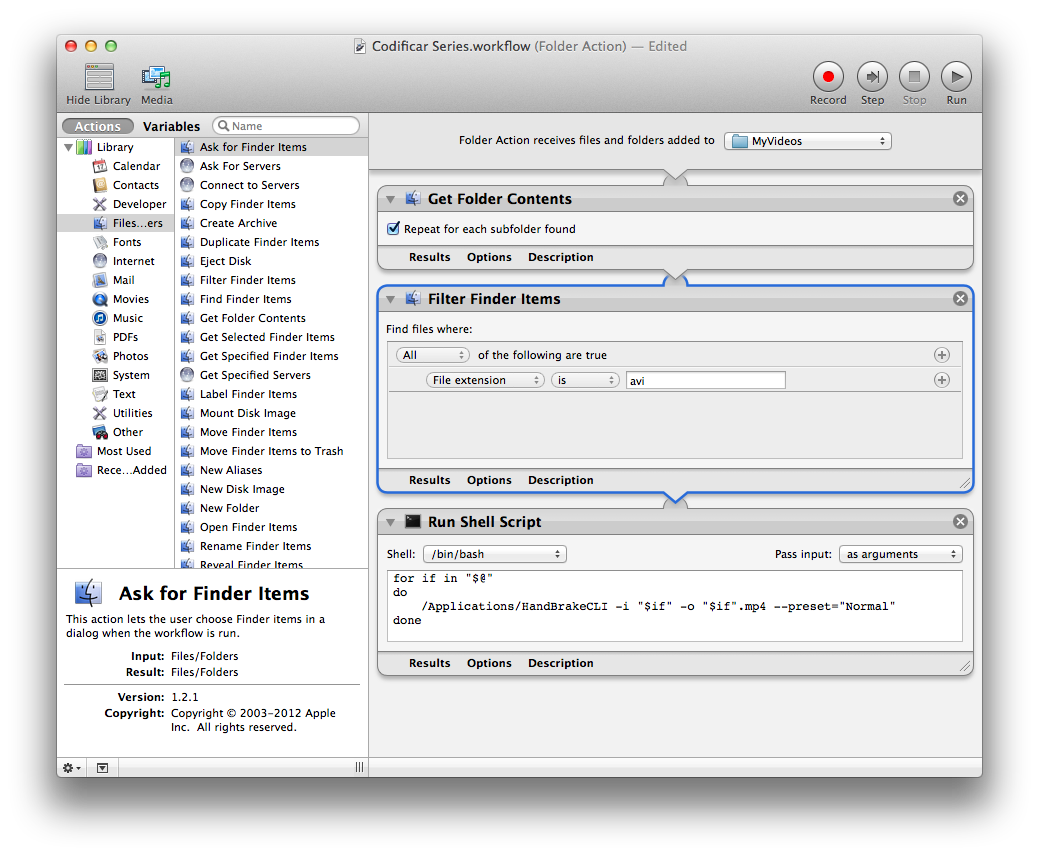 Codificar Series.workflow (Folder Action) — Edited
Hide Library
Media
Record
Step
Stop
Run
Actions
Variables
Name
Library
Calendar
Contacts
Developer
Files...ers
Fonts
Internet
Mail
Movies
Music
PDFs
Photos
System
Text
Utilities
Other
Most Used
Rece...Added
Ask for Finder Items
Ask For Servers
Connect to Servers
Copy Finder Items
Create Archive
Duplicate Finder Items
Eject Disk
Filter Finder Items
Find Finder Items
Get Folder Contents
Get Selected Finder Items
Get Specified Finder Items
Get Specified Servers
Label Finder Items
Mount Disk Image
Move Finder Items
Move Finder Items to Trash
New Aliases
New Disk Image
New Folder
Open Finder Items
Rename Finder Items
Reveal Finder Items
Ask for Finder Items
This action lets the user choose Finder items in a
dialog when the workflow is run.
Input: Files/Folders
Result: Files/Folders
Version: 1.2.1
Copyright: Copyright © 2003-2012 Apple
Inc. All rights reserved.
Folder Action receives files and folders added to MyVideos
Get Folder Contents
Repeat for each subfolder found
Results Options Description
Filter Finder Items
Find files where:
All of the following are true
File extension is avi
Results Options Description
Run Shell Script
Shell: /bin/bash Pass input: as arguments
for if in "$@"
do
/Applications/HandBrakeCLI -i "$if" -o "$if".mp4 --preset="Normal"
done
Results Options Description